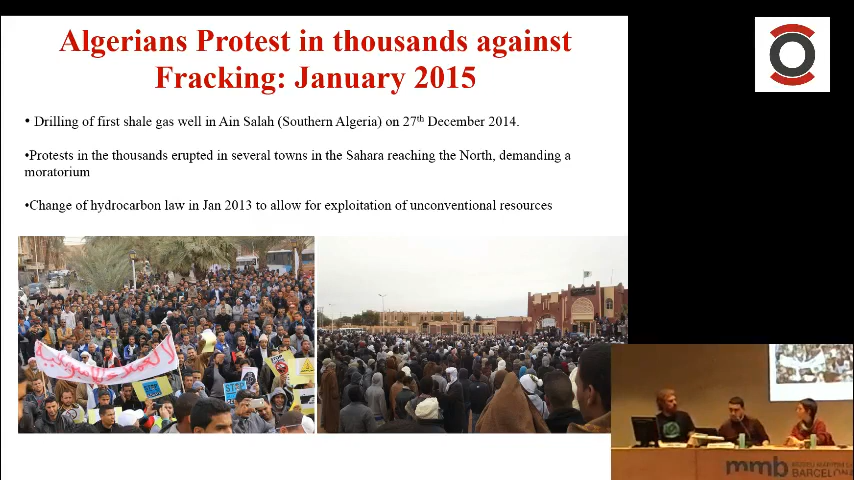 Algerians Protest in thousands against
Fracking: January 2015
• Drilling of first shale gas well in Ain Salah (Southern Algeria) on 27th December 2014.
•Protests in the thousands erupted in several towns in the Sahara reaching the North, demanding a
moratorium
•Change of hydrocarbon law in Jan 2013 to allow for exploitation of unconventional resources
STOP
mmb
BARCELONA